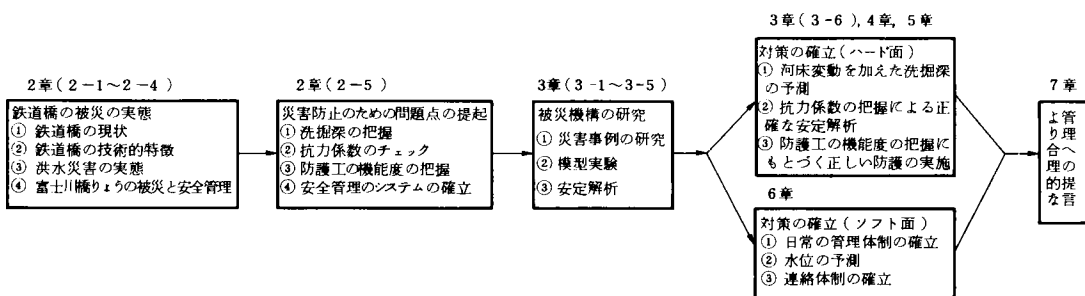 2章(2-1〜2-4)
鉄道橋の被災の実態
① 鉄道橋の現状
② 鉄道橋の技術的特徴
③ 洪水災害の実態
④ 富士川橋りょうの被災と安全管理
2章(2-5)
災害防止のための問題点の提起
① 洗掘深の把握
② 抗力係数のチェック
③ 防護工の機能度の把握
④ 安全管理のシステムの確立
3章(3-1〜3-5)
被災機構の研究
① 災害事例の研究
② 模型実験
③ 安定解析
3章(3-6),4章,5章
対策の確立(ハード面)
① 河床変動を加えた洗掘深
の予測
② 抗力係数の把握による正
確な安定解析
③ 防護工の機能度の把握に
もとづく正しい防護の実施
6章
対策の確立(ソフト面)
① 日常の管理体制の確立
② 水位の予測
③ 連絡体制の確立
7章
より合理的な
管理への提言